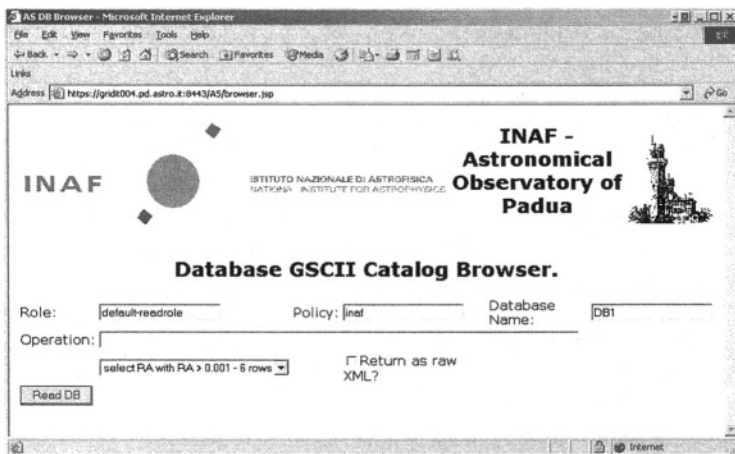 AS DB Browser - Microsoft Internet Explorer
File Edit View Favorites Tools Help
Back Search Favorites Media
Links
Address https://gridit004.pd.astro.it:8443/AS/browser.jsp Go
INAF
ISTITUTO NAZIONALE DI ASTROFISICA
NATIONAL INSTITUTE FOR ASTROPHYSICS
INAF -
Astronomical
Observatory of
Padua
Database GSCII Catalog Browser.
Role: default-readrole Policy: inaf Database
Name: DB1
Operation:
select RA with RA > 0.001 - 6 rows Return as raw
XML?
Read DB
Internet